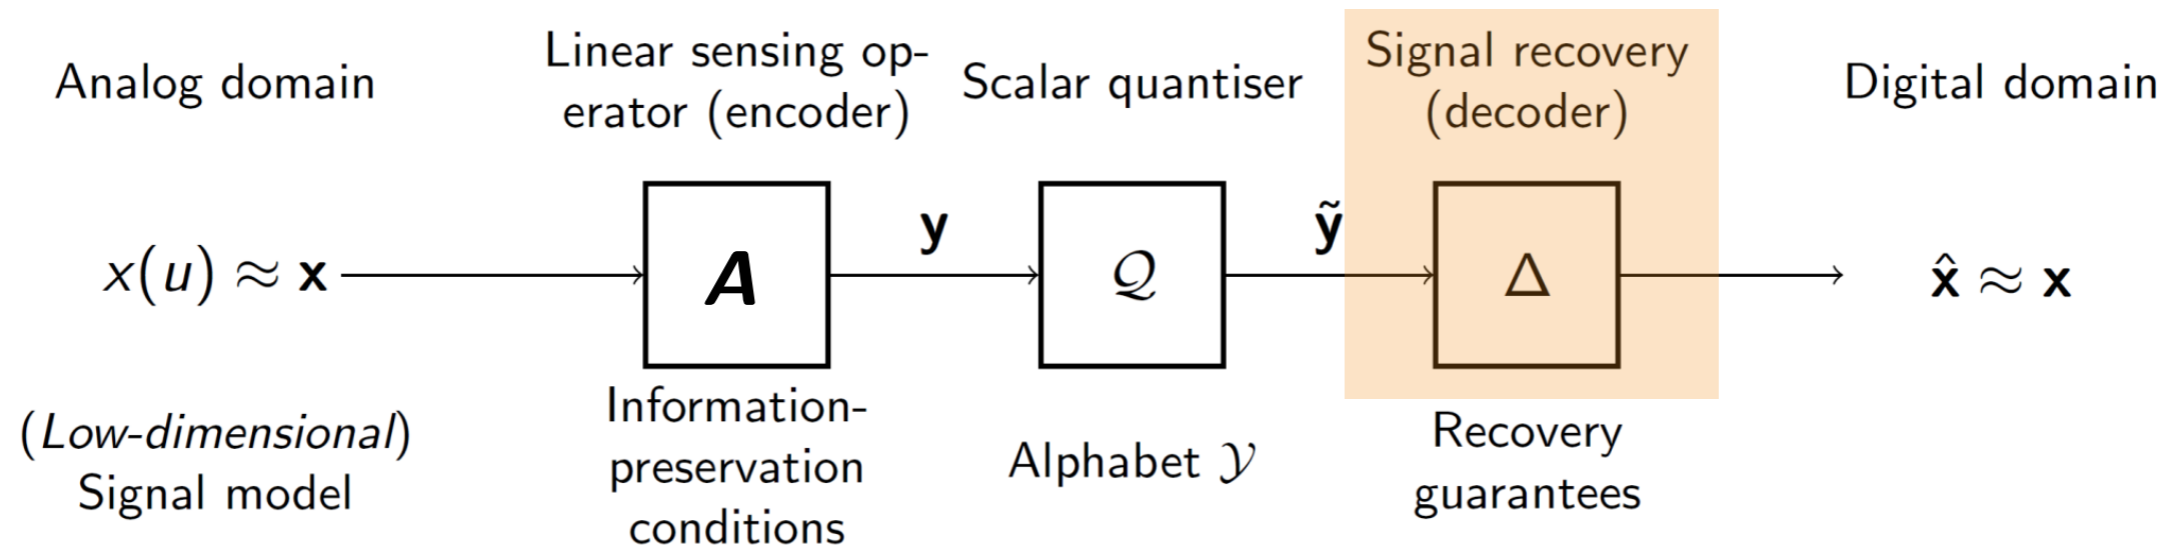 Analog domain
Linear sensing op-
erator (encoder)
Scalar quantiser
Signal recovery
(decoder)
Digital domain
x(u) ≈ x
A
y
𝒬
ỹ
Δ
x̂ ≈ x
(Low-dimensional)
Signal model
Information-
preservation
conditions
Alphabet 𝒴
Recovery
guarantees